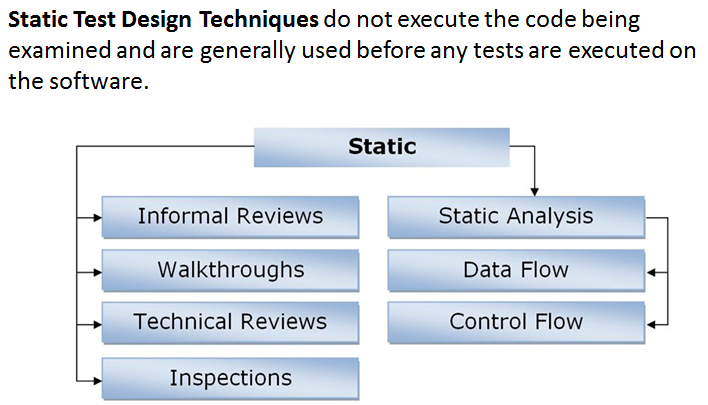 Static Test Design Techniques do not execute the code being
examined and are generally used before any tests are executed on
the software.
Static
Informal Reviews
Walkthroughs
Technical Reviews
Inspections
Static Analysis
Data Flow
Control Flow